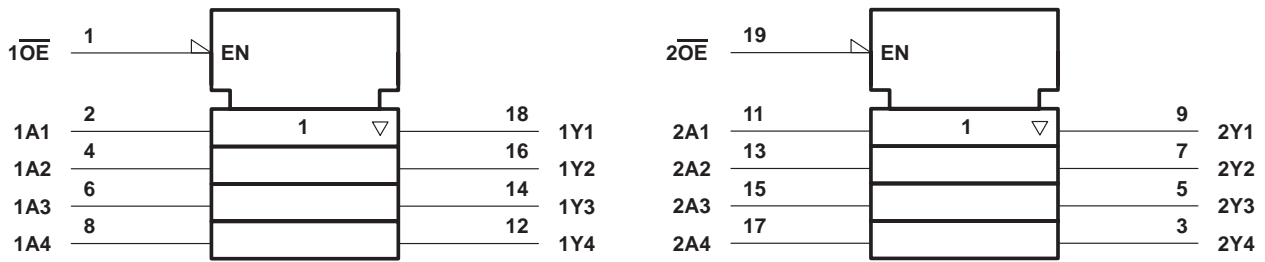 1O̅E̅ 1 EN
1A1 2 1 ▽ 18 1Y1
1A2 4 16 1Y2
1A3 6 14 1Y3
1A4 8 12 1Y4
2O̅E̅ 19 EN
2A1 11 1 ▽ 9 2Y1
2A2 13 7 2Y2
2A3 15 5 2Y3
2A4 17 3 2Y4